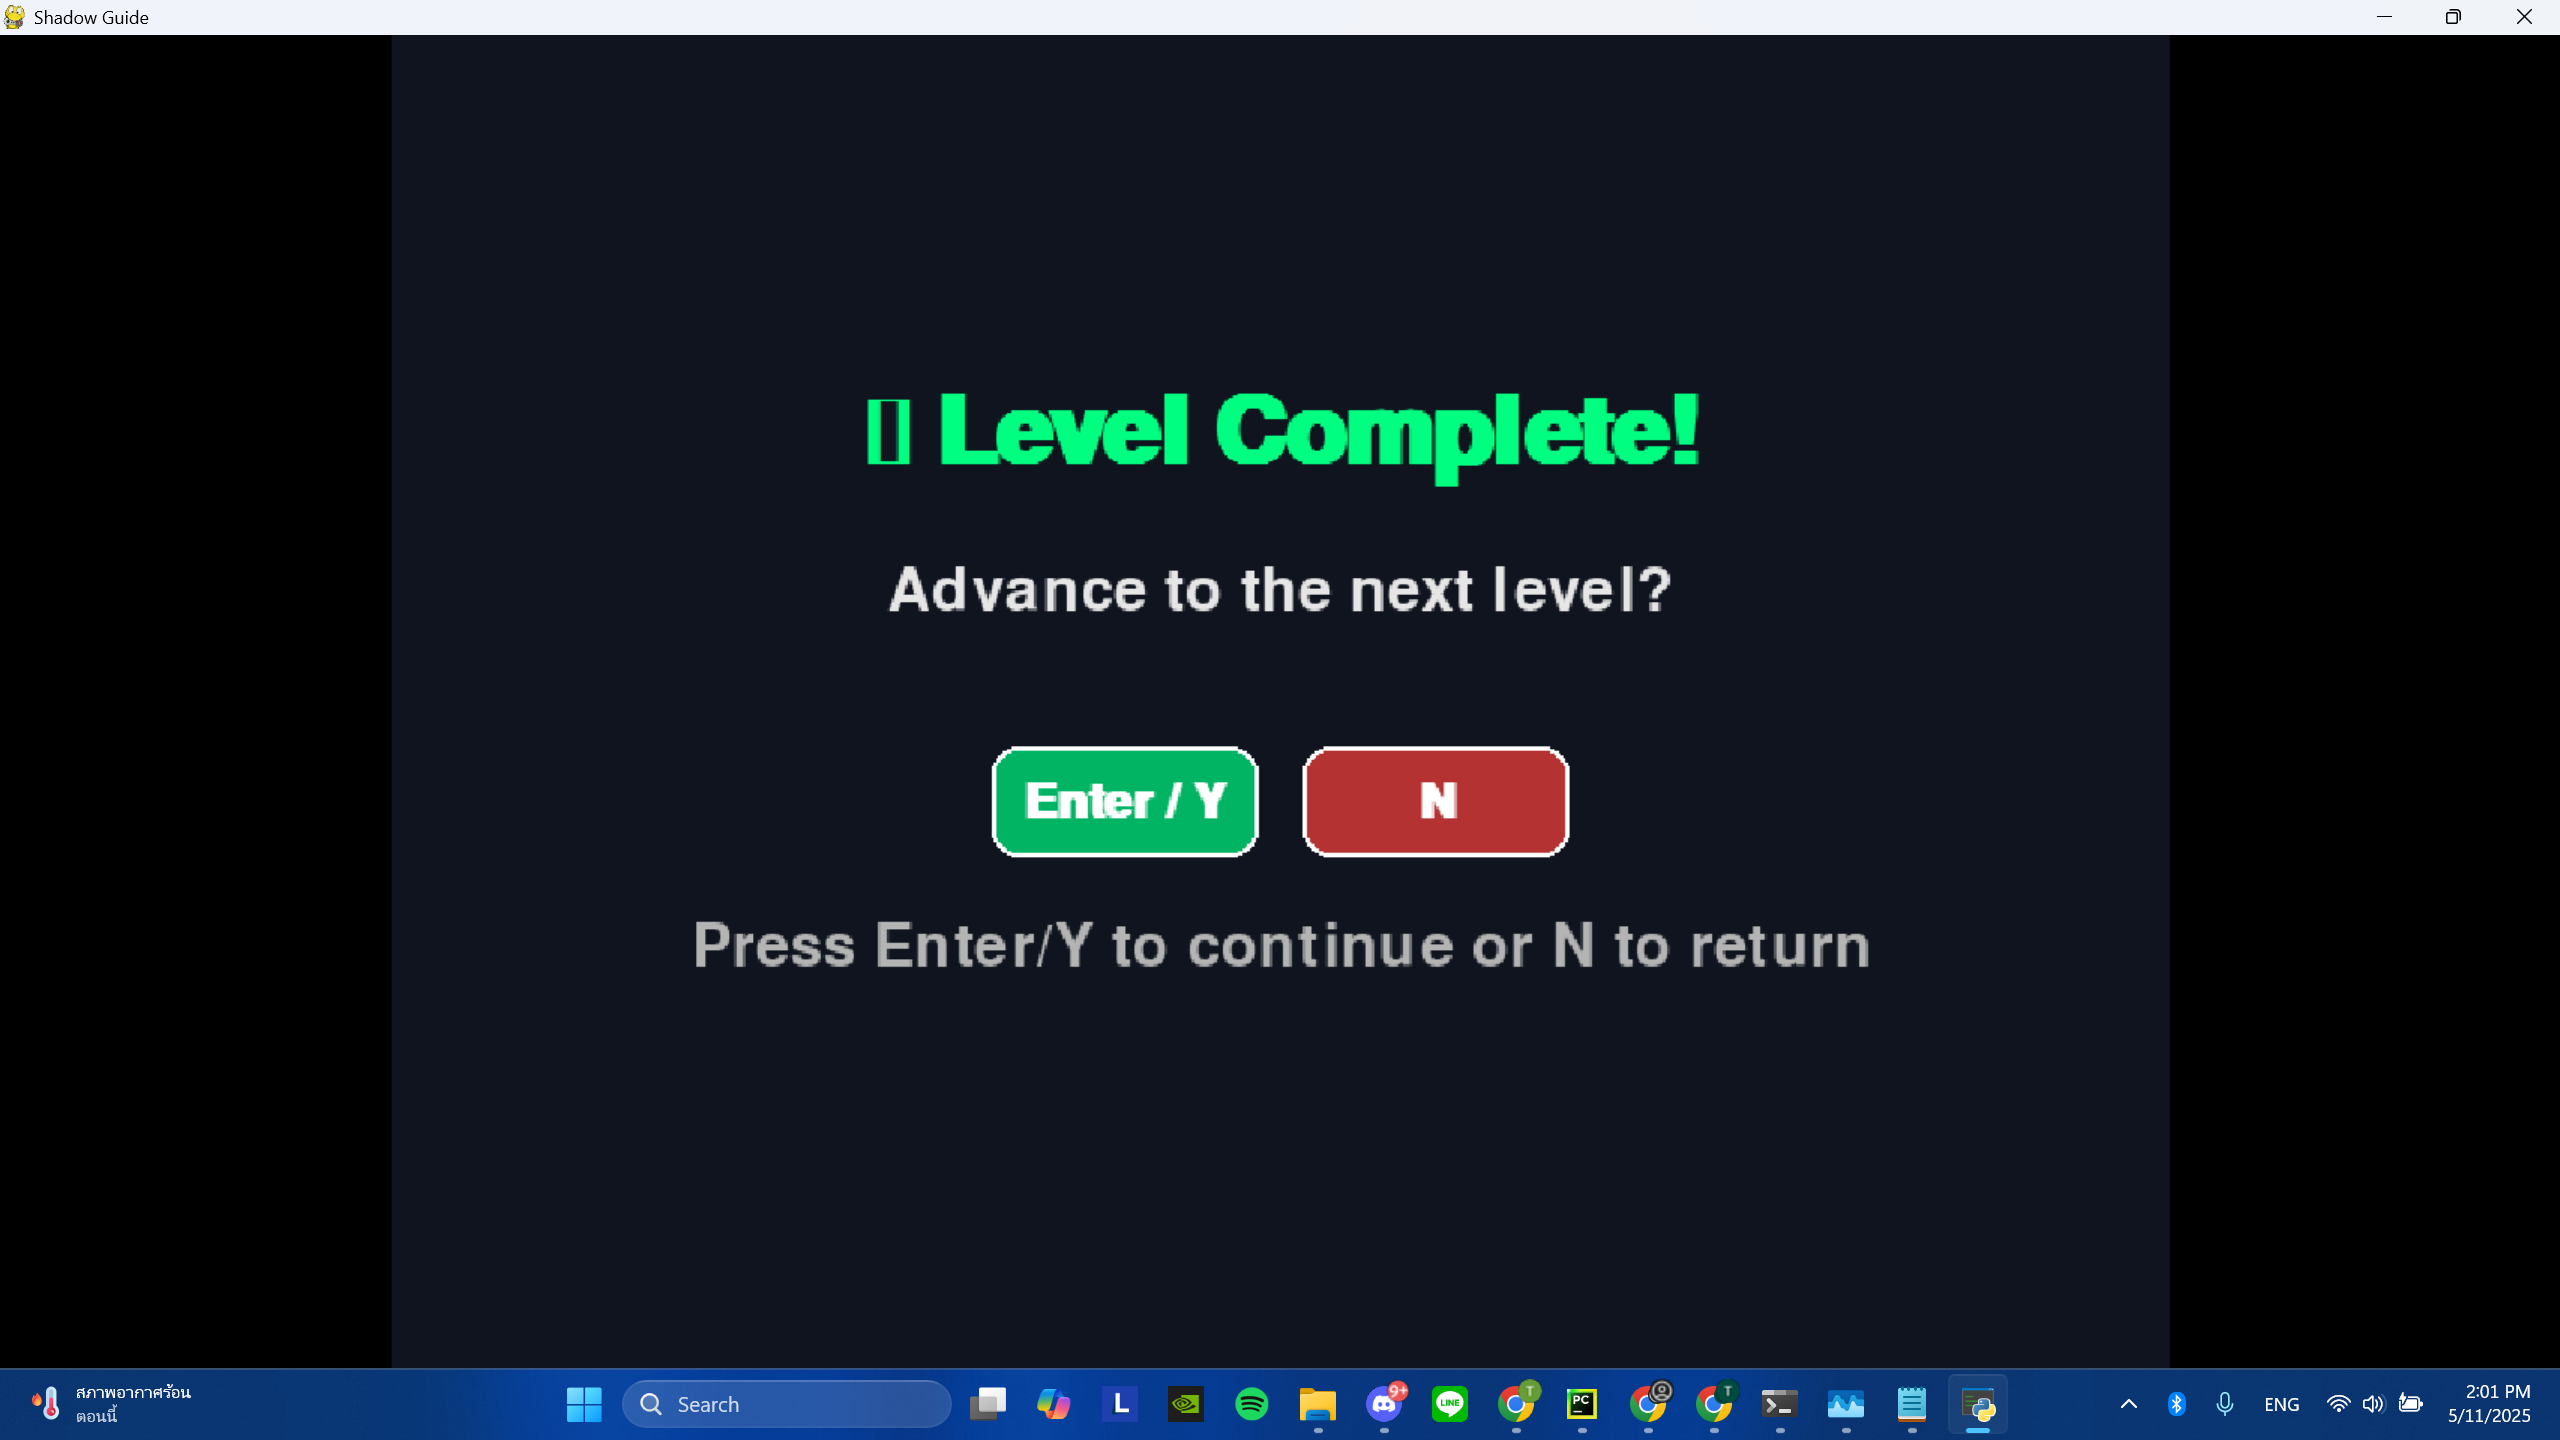 Shadow Guide
▯ Level Complete!
Advance to the next level?
Enter / Y
N
Press Enter/Y to continue or N to return
สภาพอากาศร้อน
ตอนนี้
Search
L
9+
LINE
T
PC
T
ENG
2:01 PM
5/11/2025